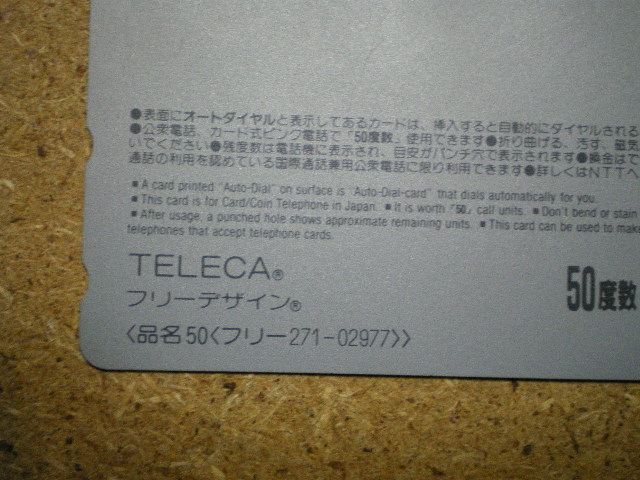 ●表面にオートダイヤルと表示してあるカードは、挿入すると自動的にダイヤルされる
●公衆電話、カード式ピンク電話で「50度数」使用できます●折り曲げる、汚す、磁気
いでください●残度数は電話機に表示され、目安がパンチ穴で表示されます●換金はで
通話の利用を認めている国際通話兼用公衆電話に限り利用できます●詳しくはNTTへ
■ A card printed "Auto-Dial" on surface is "Auto-Dial-card" that dials automatically for you.
■ This card is for Card/Coin Telephone in Japan. ■ It is worth 「50」 call units. ■ Don't bend or stain
■ After usage, a punched hole shows approximate remaining units. ■ This card can be used to make
telephones that accept telephone cards.
TELECA®
フリーデザイン®
50度数
〈品名50〈フリー271-02977〉〉